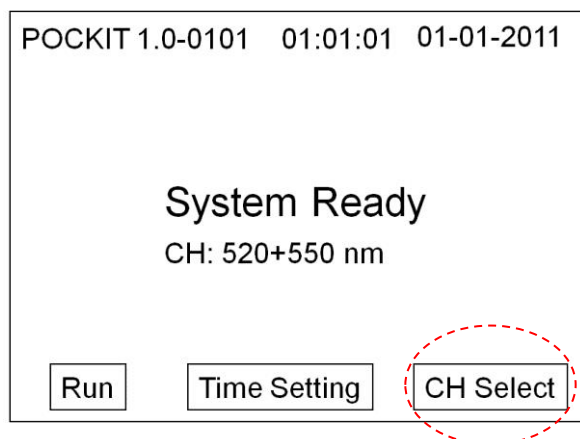 POCKIT 1.0-0101 01:01:01 01-01-2011
System Ready
CH: 520+550 nm
Run Time Setting CH Select